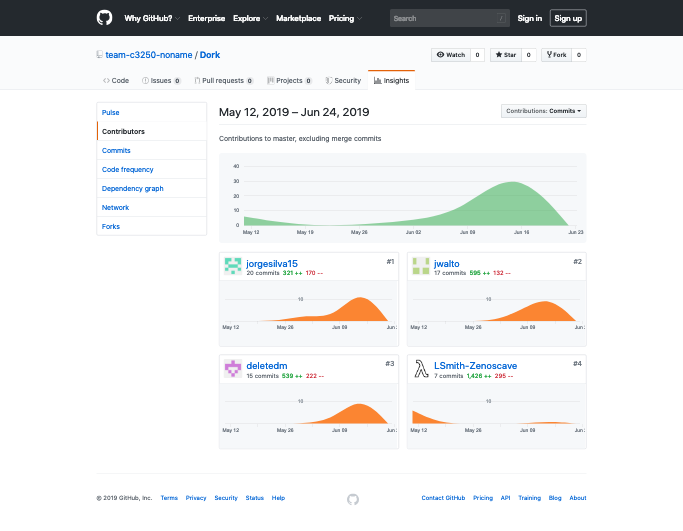 Why GitHub? Enterprise Explore Marketplace Pricing Search / Sign in Sign up
team-c3250-noname / Dork Watch 0 Star 0 Fork 0
Code Issues 0 Pull requests 0 Projects 0 Security Insights
Pulse
Contributors
Commits
Code frequency
Dependency graph
Network
Forks
May 12, 2019 – Jun 24, 2019 Contributions: Commits
Contributions to master, excluding merge commits
40
30
20
10
0
May 12 May 19 May 26 Jun 02 Jun 09 Jun 16 Jun 23
jorgesilva15 #1
20 commits 321 ++ 170 --
10
May 12 May 26 Jun 09 Jun
jwalto #2
17 commits 595 ++ 132 --
10
May 12 May 26 Jun 09 Jun
deletedm #3
15 commits 539 ++ 222 --
10
May 12 May 26 Jun 09 Jun
LSmith-Zenoscave #4
7 commits 1,426 ++ 295 --
10
May 12 May 26 Jun 09 Jun
© 2019 GitHub, Inc. Terms Privacy Security Status Help Contact GitHub Pricing API Training Blog About